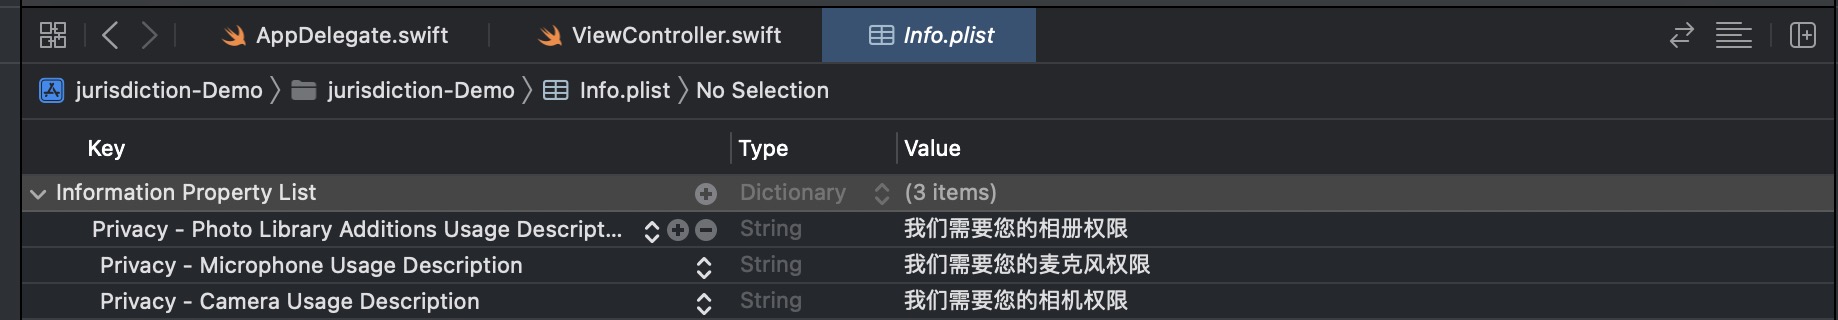 AppDelegate.swift ViewController.swift Info.plist
jurisdiction-Demo jurisdiction-Demo Info.plist No Selection
Key Type Value
Information Property List Dictionary (3 items)
Privacy - Photo Library Additions Usage Descript... String 我们需要您的相册权限
Privacy - Microphone Usage Description String 我们需要您的麦克风权限
Privacy - Camera Usage Description String 我们需要您的相机权限